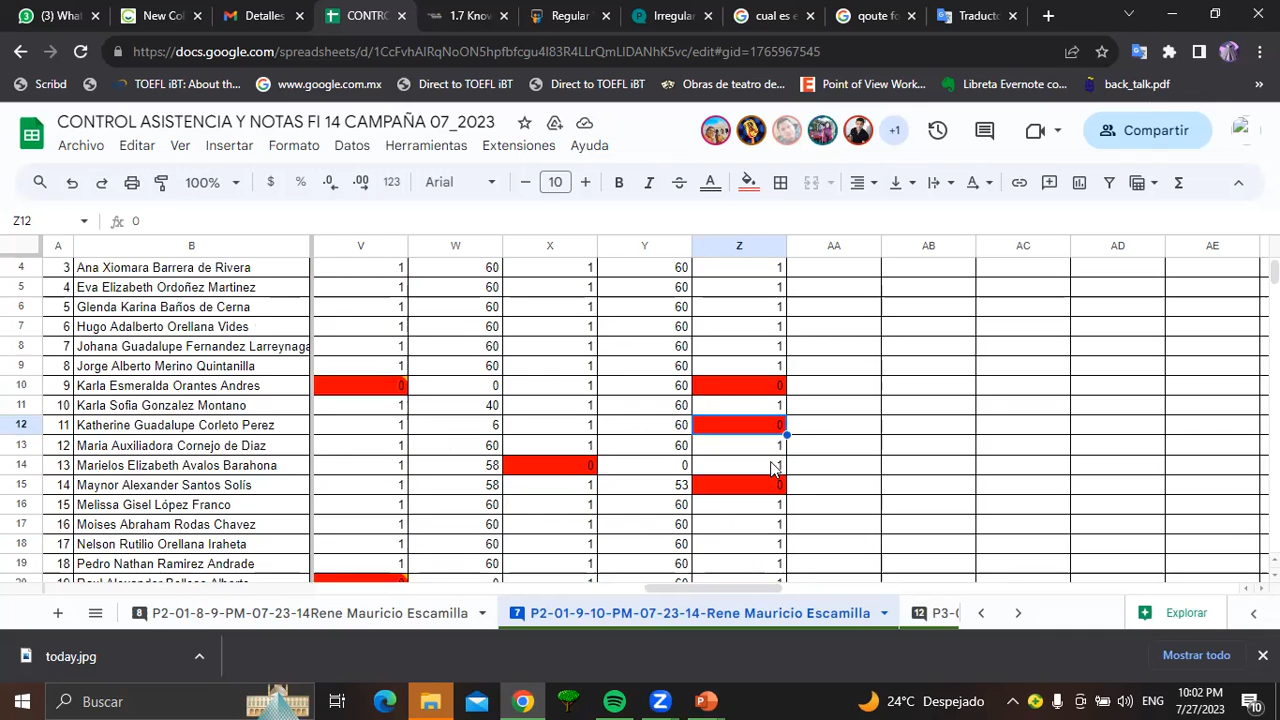 (3) What
New Col
Detalles
CONTRO
1.7 Know
Regular
Irregular
cual es e
qoute fo
Traducto
https://docs.google.com/spreadsheets/d/1CcFvhAIRgNoON5hpfbfcgu4I83R4LLrQmLIDANhK5vc/edit#gid=1765967545
Scribd
TOEFL iBT: About th...
www.google.com.mx
Direct to TOEFL iBT
Direct to TOEFL iBT
Obras de teatro de...
Point of View Work...
Libreta Evernote co...
back_talk.pdf
CONTROL ASISTENCIA Y NOTAS FI 14 CAMPAÑA 07_2023
+1
Compartir
Archivo Editar Ver Insertar Formato Datos Herramientas Extensiones Ayuda
100% $ % .0 .00 123 Arial 10 B I A Σ
Z12 fx 0
A B V W X Y Z AA AB AC AD AE
4 3 Ana Xiomara Barrera de Rivera 1 60 1 60 1
5 4 Eva Elizabeth Ordoñez Martinez 1 60 1 60 1
6 5 Glenda Karina Baños de Cerna 1 60 1 60 1
7 6 Hugo Adalberto Orellana Vides 1 60 1 60 1
8 7 Johana Guadalupe Fernandez Larreynaga 1 60 1 60 1
9 8 Jorge Alberto Merino Quintanilla 1 60 1 60 1
10 9 Karla Esmeralda Orantes Andres 0 0 1 60 0
11 10 Karla Sofia Gonzalez Montano 1 40 1 60 1
12 11 Katherine Guadalupe Corleto Perez 1 6 1 60 0
13 12 Maria Auxiliadora Cornejo de Diaz 1 60 1 60 1
14 13 Marielos Elizabeth Avalos Barahona 1 58 0 0 1
15 14 Maynor Alexander Santos Solís 1 58 1 53 0
16 15 Melissa Gisel López Franco 1 60 1 60 1
17 16 Moises Abraham Rodas Chavez 1 60 1 60 1
18 17 Nelson Rutilio Orellana Iraheta 1 60 1 60 1
19 18 Pedro Nathan Ramirez Andrade 1 60 1 60 1
8 P2-01-8-9-PM-07-23-14Rene Mauricio Escamilla
7 P2-01-9-10-PM-07-23-14-Rene Mauricio Escamilla
12 P3-0
Explorar
today.jpg
Mostrar todo
Buscar
24°C Despejado
ENG
10:02 PM
7/27/2023
10